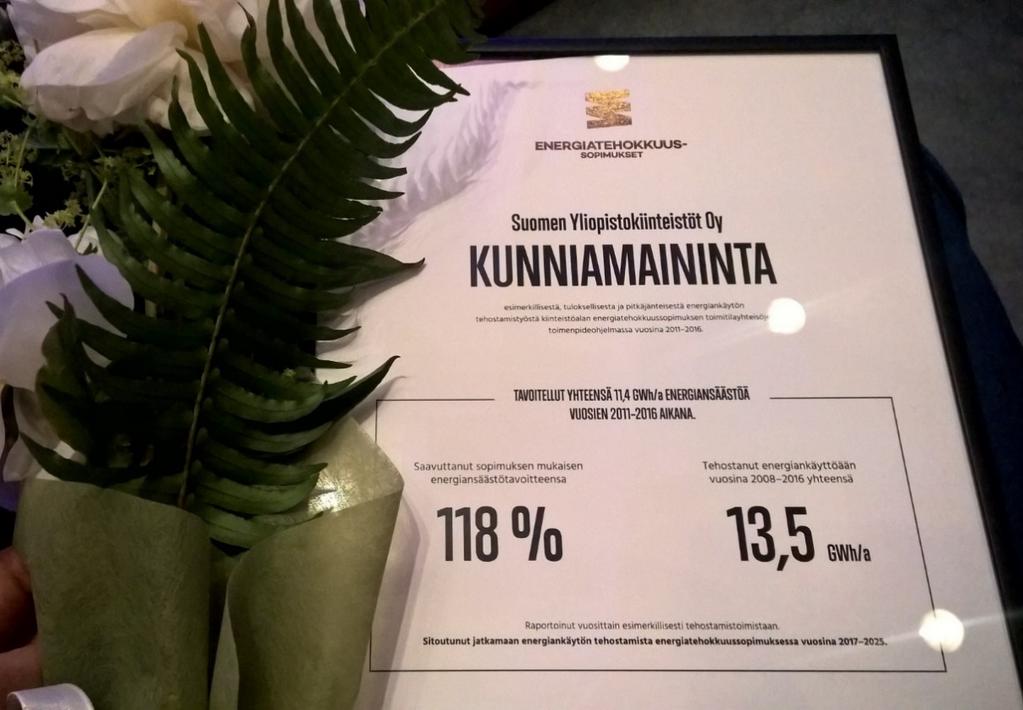 ENERGIATEHOKKUUS-
SOPIMUKSET
Suomen Yliopistokiinteistöt Oy
KUNNIAMAININTA
esimerkillisestä, tuloksellisesta ja pitkäjänteisestä energiankäytön
tehostamistyöstä kiinteistöalan energiatehokkuussopimuksen
toimenpideohjelmassa vuosina 2011–2016.
TAVOITELLUT YHTEENSÄ 11,4 GWh/a ENERGIANSÄÄSTÖÄ
VUOSIEN 2011-2016 AIKANA.
Saavuttanut sopimuksen mukaisen
energiansäästötavoitteensa
118 %
Tehostanut energiankäyttöään
vuosina 2008–2016 yhteensä
13,5 GWh/a
Raportoinut vuosittain esimerkillisesti tehostamistoimistaan.
Sitoutunut jatkamaan energiankäytön tehostamista energiatehokkuussopimuksessa vuosina 2017–2025.